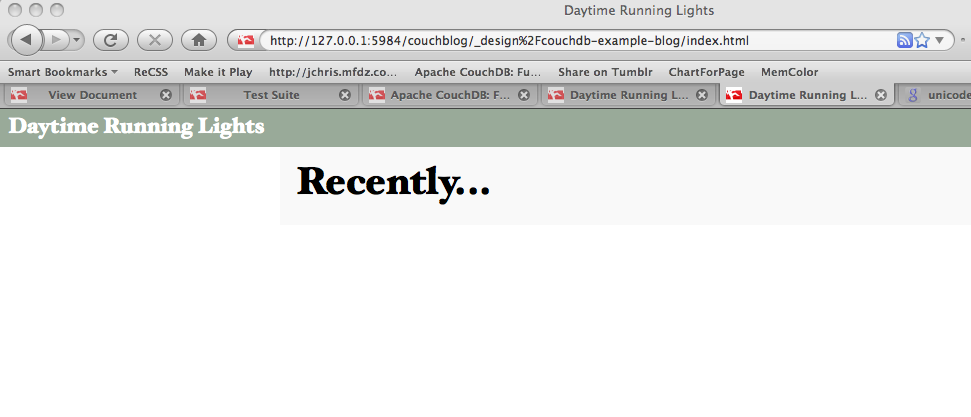 Daytime Running Lights
http://127.0.0.1:5984/couchblog/_design%2Fcouchdb-example-blog/index.html
Smart Bookmarks ReCSS Make it Play http://jchris.mfdz.co... Apache CouchDB: Fu... Share on Tumblr ChartForPage MemColor
View Document Test Suite Apache CouchDB: F... Daytime Running L... Daytime Running L... unicode
Daytime Running Lights
Recently...